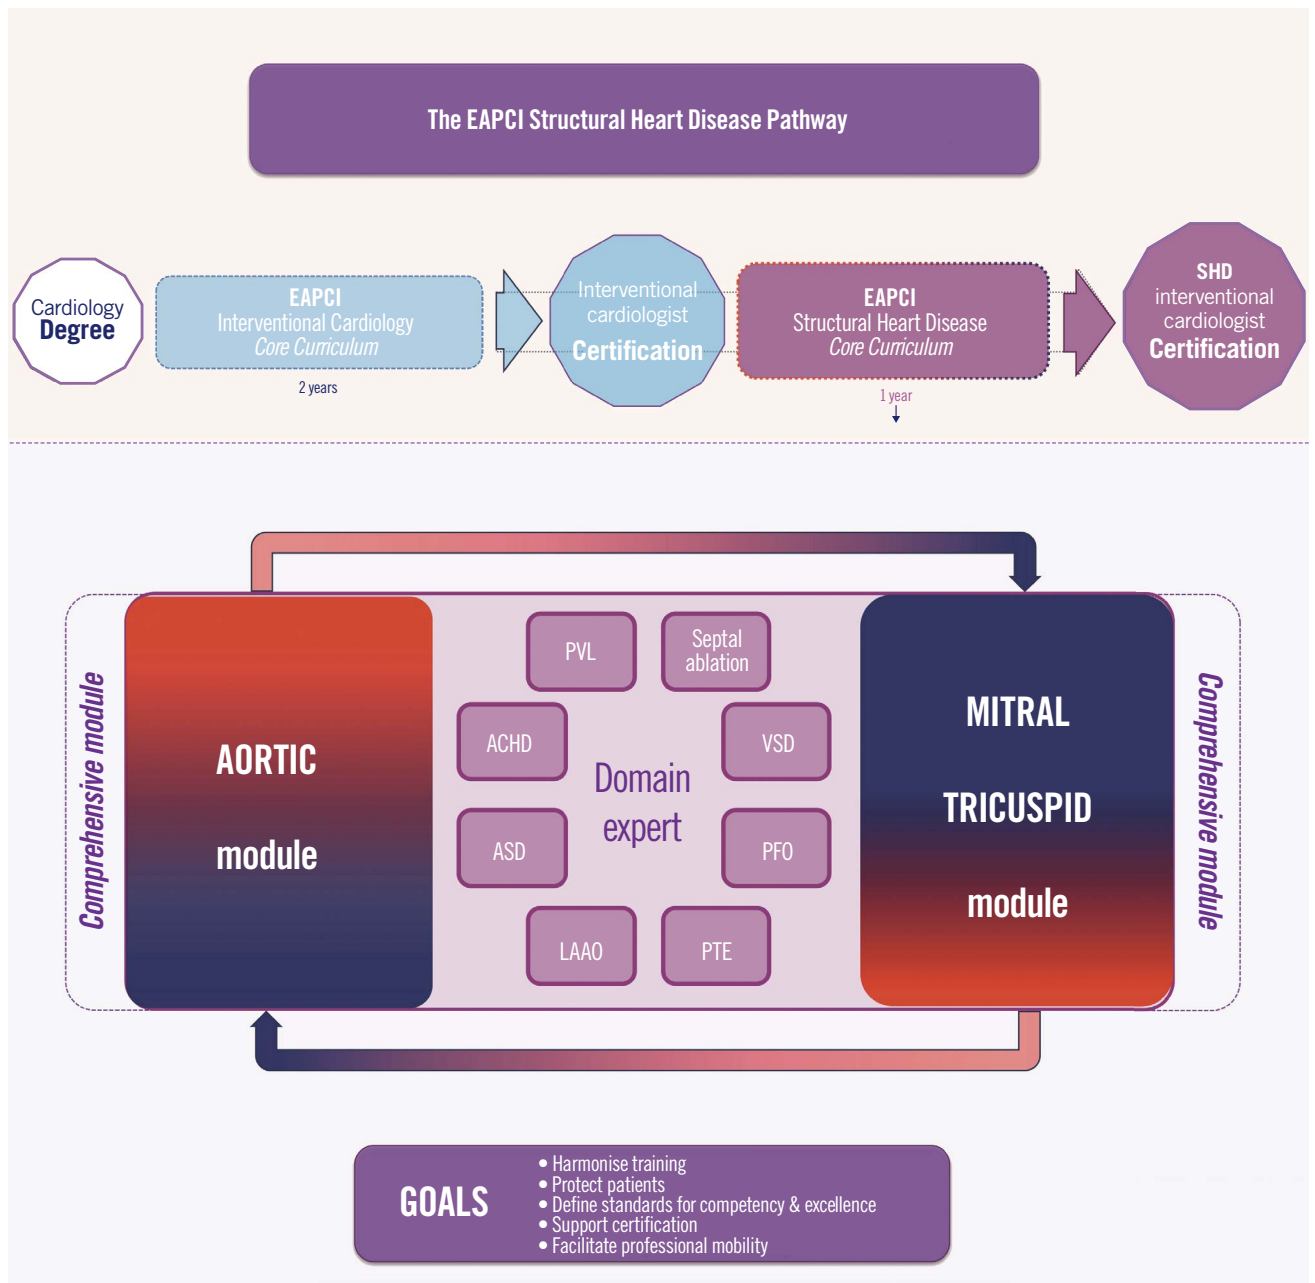 The EAPCI Structural Heart Disease Pathway
Cardiology
Degree
EAPCI
Interventional Cardiology
Core Curriculum
2 years
Interventional
cardiologist
Certification
EAPCI
Structural Heart Disease
Core Curriculum
1 year
SHD
interventional
cardiologist
Certification
Comprehensive module
AORTIC
module
PVL
Septal
ablation
ACHD
VSD
Domain
expert
ASD
PFO
LAAO
PTE
MITRAL
TRICUSPID
module
Comprehensive module
GOALS
• Harmonise training
• Protect patients
• Define standards for competency & excellence
• Support certification
• Facilitate professional mobility